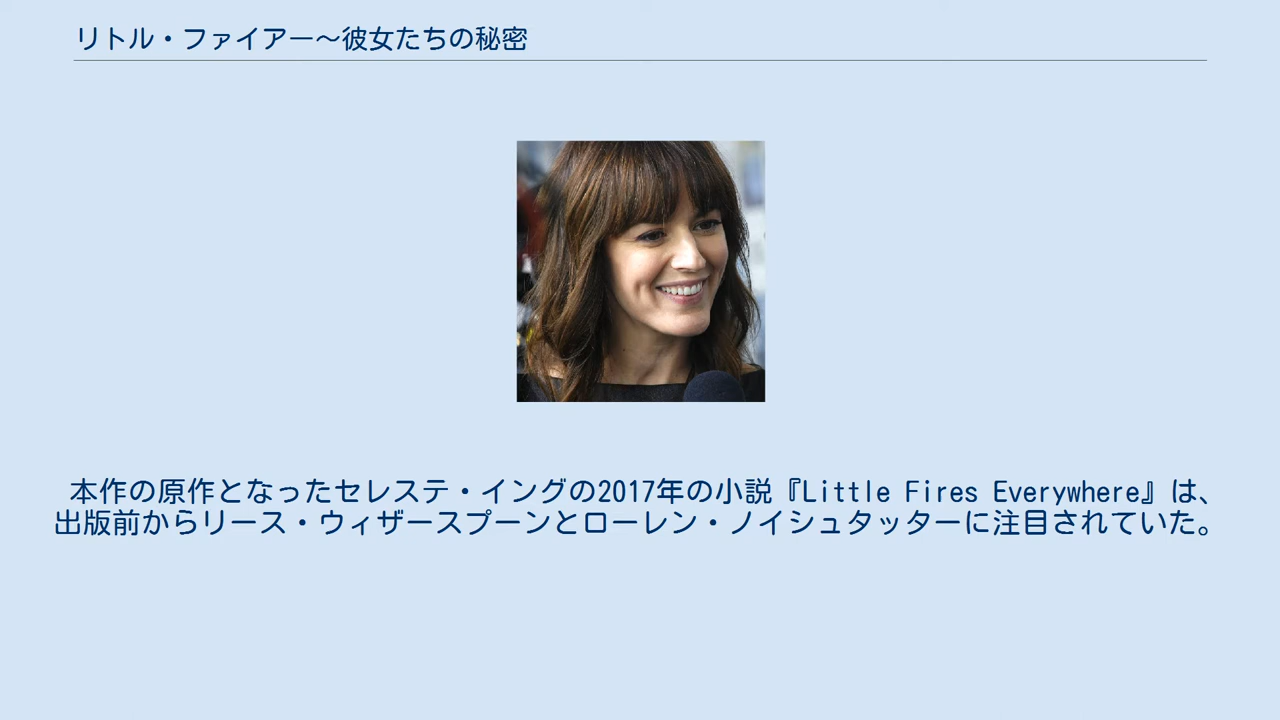 リトル・ファイアー～彼女たちの秘密
本作の原作となったセレステ・イングの2017年の小説『Little Fires Everywhere』は、
出版前からリース・ウィザースプーンとローレン・ノイシュタッターに注目されていた。